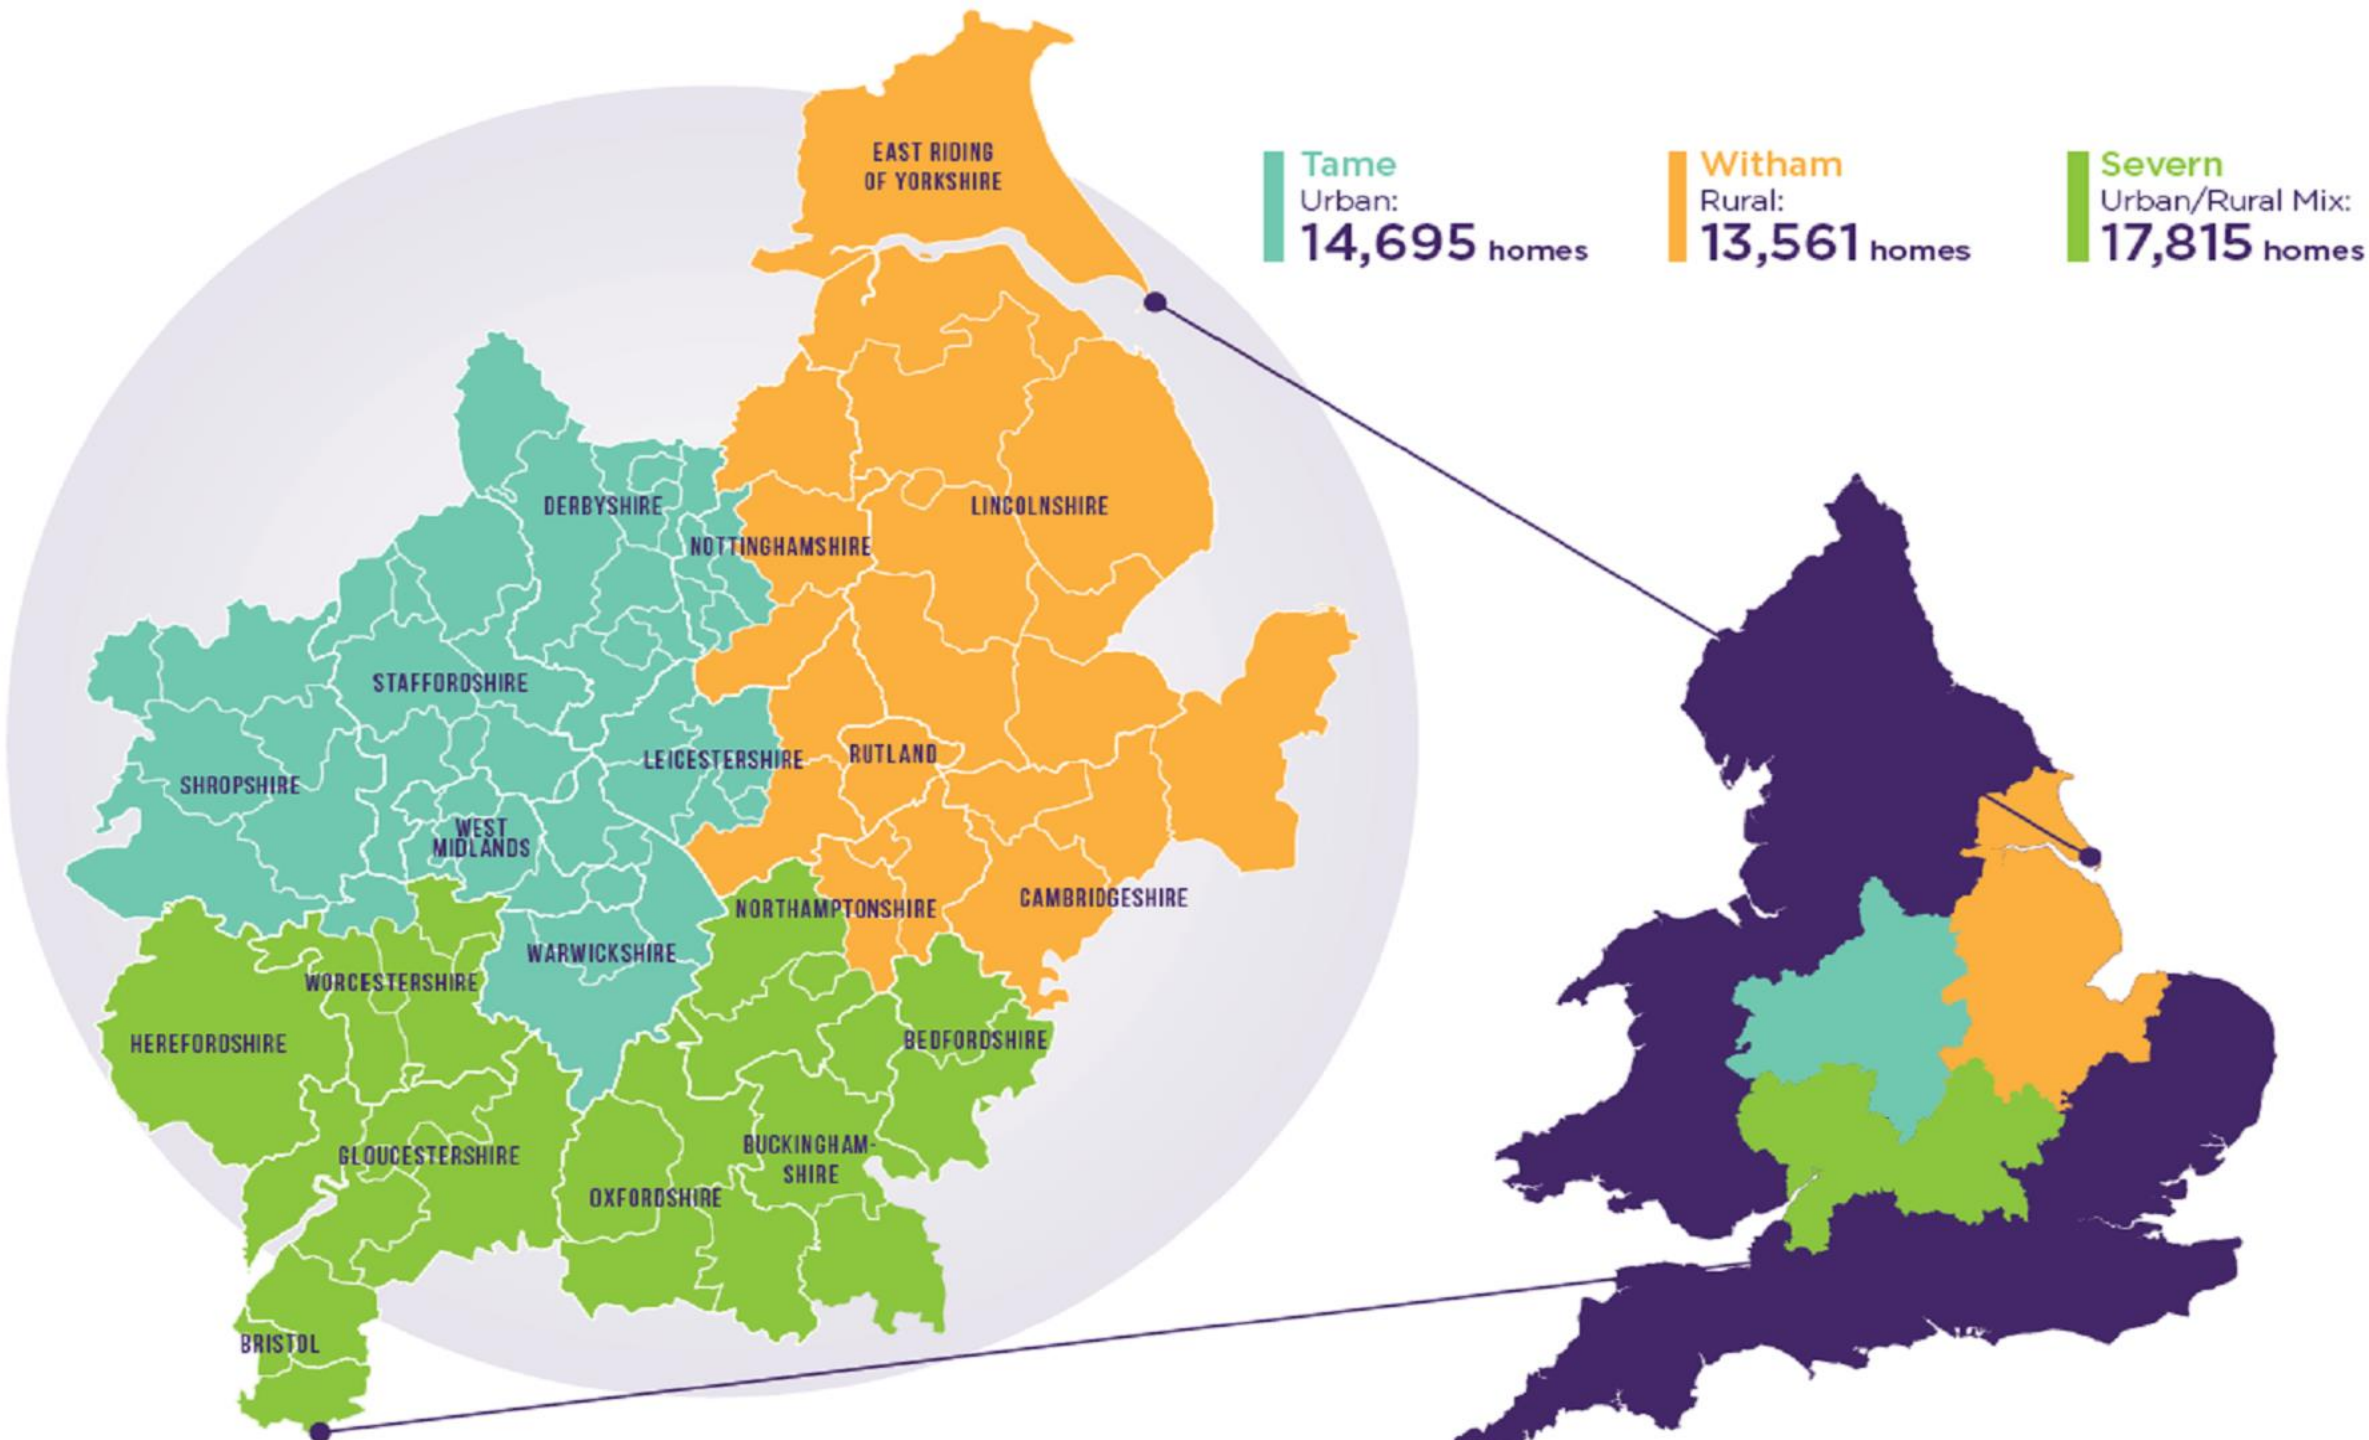 Tame
Urban:
14,695 homes
Witham
Rural:
13,561 homes
Severn
Urban/Rural Mix:
17,815 homes
EAST RIDING
OF YORKSHIRE
DERBYSHIRE
LINCOLNSHIRE
NOTTINGHAMSHIRE
STAFFORDSHIRE
LEICESTERSHIRE
RUTLAND
SHROPSHIRE
WEST
MIDLANDS
NORTHAMPTONSHIRE
CAMBRIDGESHIRE
WARWICKSHIRE
WORCESTERSHIRE
HEREFORDSHIRE
BEDFORDSHIRE
GLOUCESTERSHIRE
BUCKINGHAM-
SHIRE
OXFORDSHIRE
BRISTOL